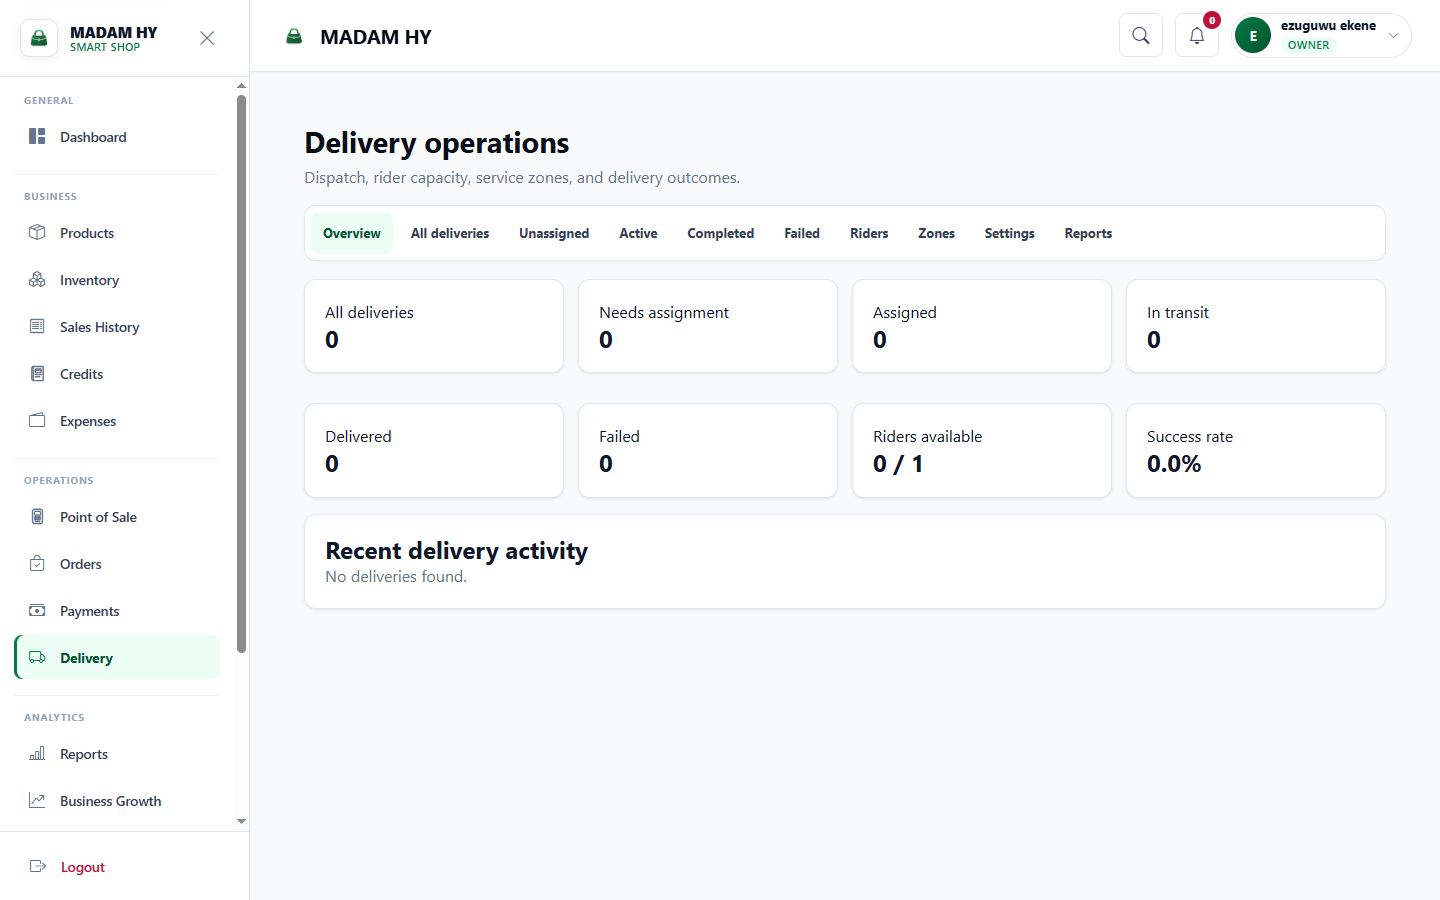 MADAM HY
SMART SHOP
GENERAL
Dashboard
BUSINESS
Products
Inventory
Sales History
Credits
Expenses
OPERATIONS
Point of Sale
Orders
Payments
Delivery
ANALYTICS
Reports
Business Growth
Logout
MADAM HY
0
E
ezuguwu ekene
OWNER
Delivery operations
Dispatch, rider capacity, service zones, and delivery outcomes.
Overview All deliveries Unassigned Active Completed Failed Riders Zones Settings Reports
All deliveries
0
Needs assignment
0
Assigned
0
In transit
0
Delivered
0
Failed
0
Riders available
0 / 1
Success rate
0.0%
Recent delivery activity
No deliveries found.